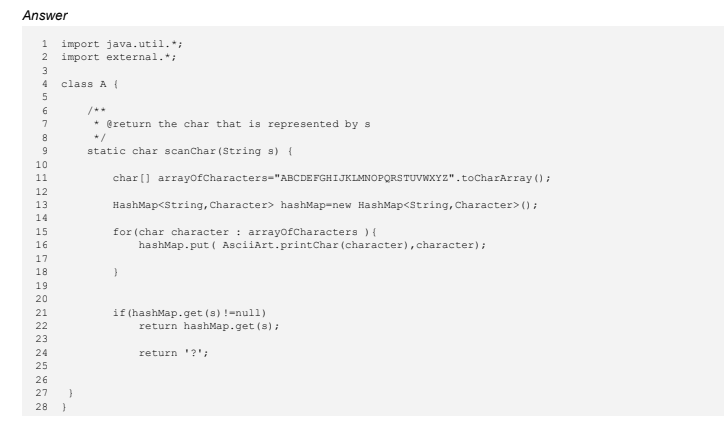 Answer
1 import java.util.*;
2 import external.*;
3
4 class A {
5
6     /**
7      * @return the char that is represented by s
8      */
9     static char scanChar(String s) {
10
11         char[] arrayOfCharacters="ABCDEFGHIJKLMNOPQRSTUVWXYZ".toCharArray();
12
13         HashMap<String,Character> hashMap=new HashMap<String,Character>();
14
15         for(char character : arrayOfCharacters ){
16             hashMap.put( AsciiArt.printChar(character),character);
17
18         }
19
20
21         if(hashMap.get(s)!=null)
22             return hashMap.get(s);
23
24             return '?';
25
26
27  }
28 }